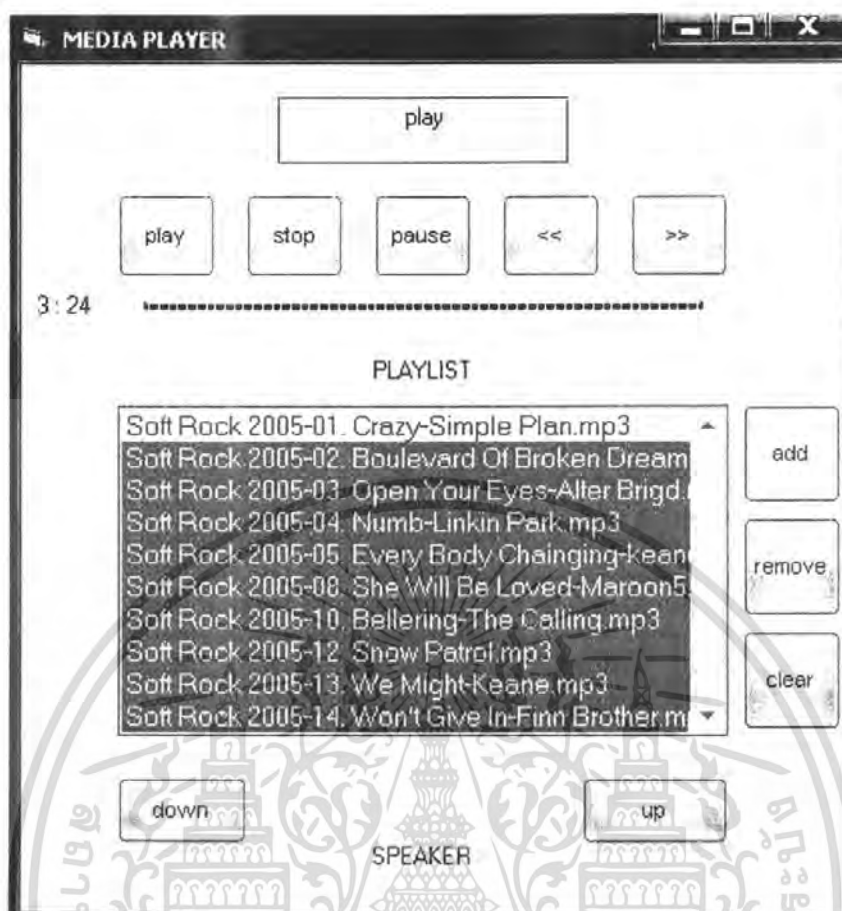 MEDIA PLAYER
play
play stop pause << >>
3:24
PLAYLIST
Soft Rock 2005-01. Crazy-Simple Plan.mp3
Soft Rock 2005-02. Boulevard Of Broken Dream
Soft Rock 2005-03. Open Your Eyes-Alter Brigd.
Soft Rock 2005-04. Numb-Linkin Park.mp3
Soft Rock 2005-05. Every Body Chainging-kean
Soft Rock 2005-08. She Will Be Loved-Maroon5
Soft Rock 2005-10. Bellering-The Calling.mp3
Soft Rock 2005-12. Snow Patrol.mp3
Soft Rock 2005-13. We Might-Keane.mp3
Soft Rock 2005-14. Won't Give In-Finn Brother.m
add
remove
clear
down up
SPEAKER